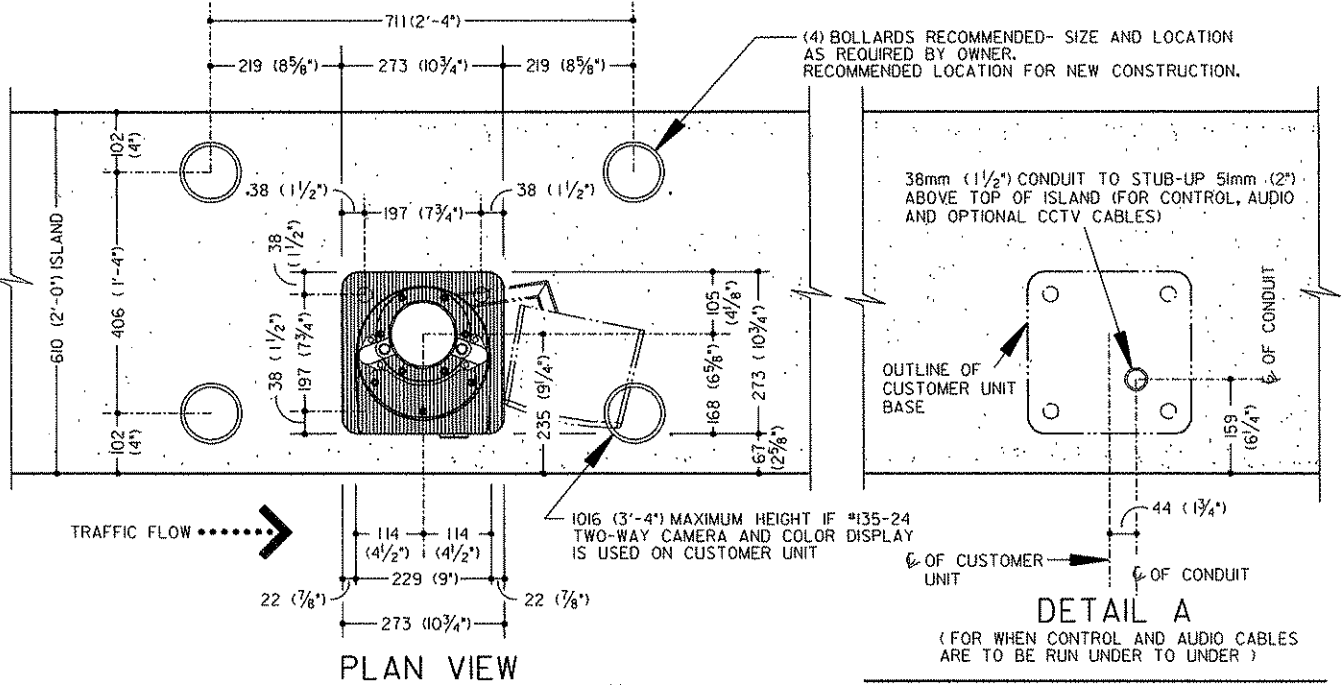 711 (2'-4")
219 (8⅝")
273 (10¾")
219 (8⅝")
(4) BOLLARDS RECOMMENDED- SIZE AND LOCATION
AS REQUIRED BY OWNER.
RECOMMENDED LOCATION FOR NEW CONSTRUCTION.
102
(4")
38 (1½")
38 (1½")
197 (7¾")
38mm (1½") CONDUIT TO STUB-UP 51mm (2")
ABOVE TOP OF ISLAND (FOR CONTROL, AUDIO
AND OPTIONAL CCTV CABLES)
610 (2'-0") ISLAND
406 (1'-4")
38
(1½")
197 (7¾")
38 (1½")
105
(4⅛")
168 (6⅝")
273 (10¾")
235 (9¼")
67
(2⅝")
102
(4")
OUTLINE OF
CUSTOMER UNIT
BASE
℄ OF CONDUIT
159
(6¼")
TRAFFIC FLOW
114
(4½")
114
(4½")
1016 (3'-4") MAXIMUM HEIGHT IF #135-24
TWO-WAY CAMERA AND COLOR DISPLAY
IS USED ON CUSTOMER UNIT
44 (1¾")
229 (9")
22 (⅞")
22 (⅞")
273 (10¾")
℄ OF CUSTOMER
UNIT
℄ OF CONDUIT
PLAN VIEW
DETAIL A
(FOR WHEN CONTROL AND AUDIO CABLES
ARE TO BE RUN UNDER TO UNDER )